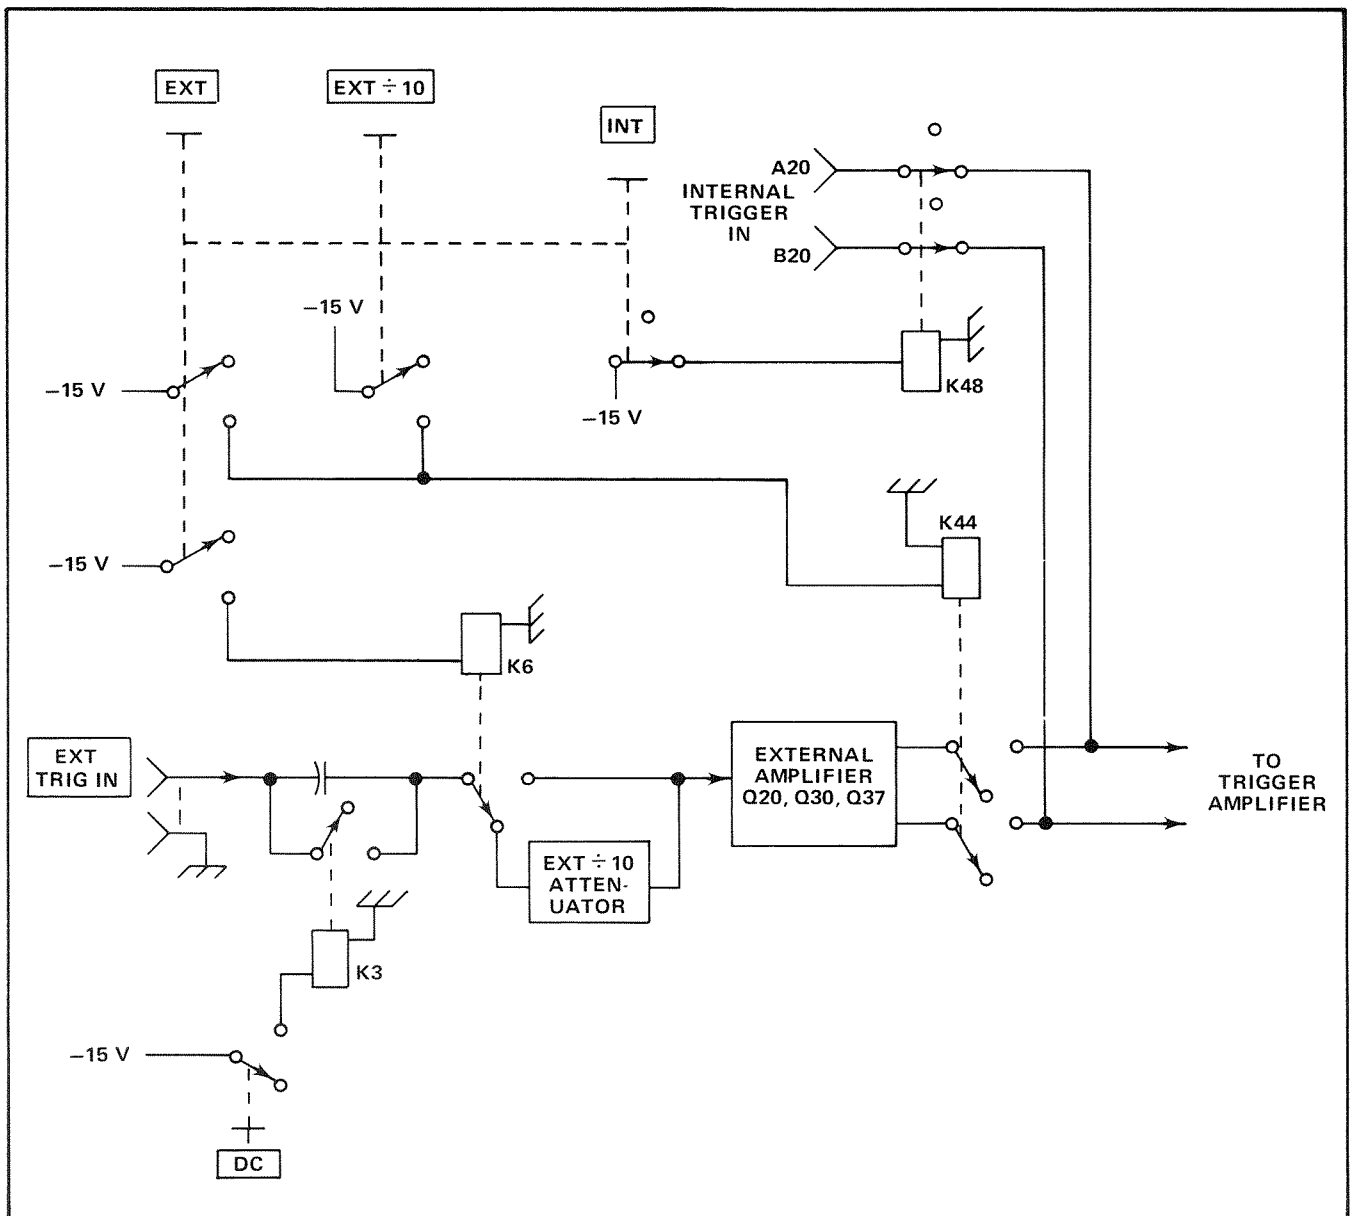 EXT
EXT ÷ 10
INT
A20
INTERNAL
TRIGGER
IN
B20
−15 V
−15 V
−15 V
K48
K44
−15 V
K6
EXT
TRIG IN
EXTERNAL
AMPLIFIER
Q20, Q30, Q37
TO
TRIGGER
AMPLIFIER
EXT ÷ 10
ATTEN-
UATOR
K3
−15 V
DC